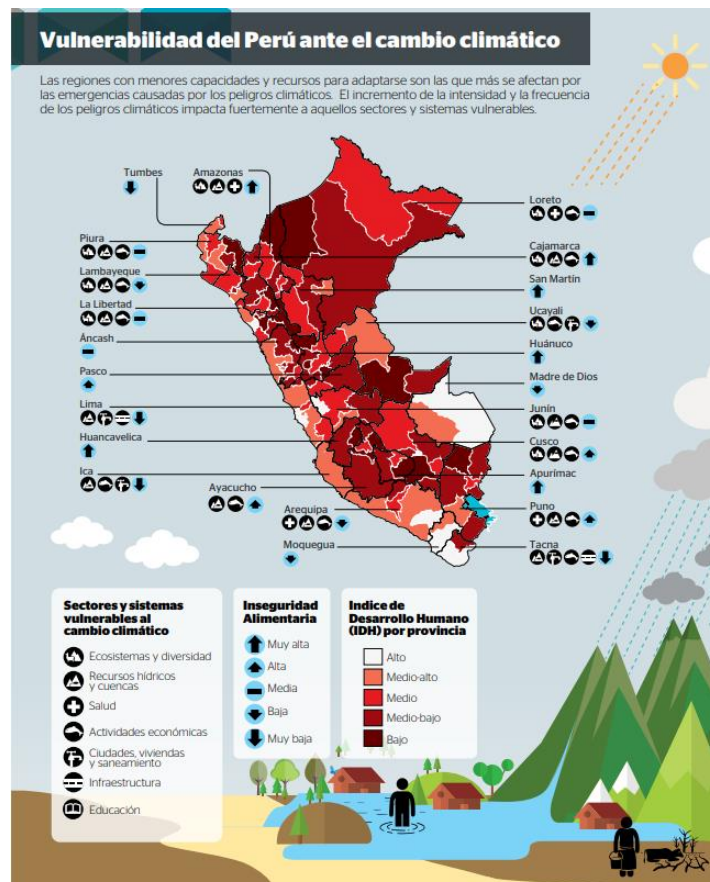 Vulnerabilidad del Perú ante el cambio climático
Las regiones con menores capacidades y recursos para adaptarse son las que más se afectan por
las emergencias causadas por los peligros climáticos. El incremento de la intensidad y la frecuencia
de los peligros climáticos impacta fuertemente a aquellos sectores y sistemas vulnerables.
Tumbes
Amazonas
Piura
Lambayeque
La Libertad
Áncash
Pasco
Lima
Huancavelica
Ica
Ayacucho
Arequipa
Moquegua
Loreto
Cajamarca
San Martín
Ucayali
Huánuco
Madre de Dios
Junín
Cusco
Apurímac
Puno
Tacna
Sectores y sistemas
vulnerables al
cambio climático
Ecosistemas y diversidad
Recursos hídricos
y cuencas
Salud
Actividades económicas
Ciudades, viviendas
y saneamiento
Infraestructura
Educación
Inseguridad
Alimentaria
Muy alta
Alta
Media
Baja
Muy baja
Indice de
Desarrollo Humano
(IDH) por provincia
Alto
Medio-alto
Medio
Medio-bajo
Bajo